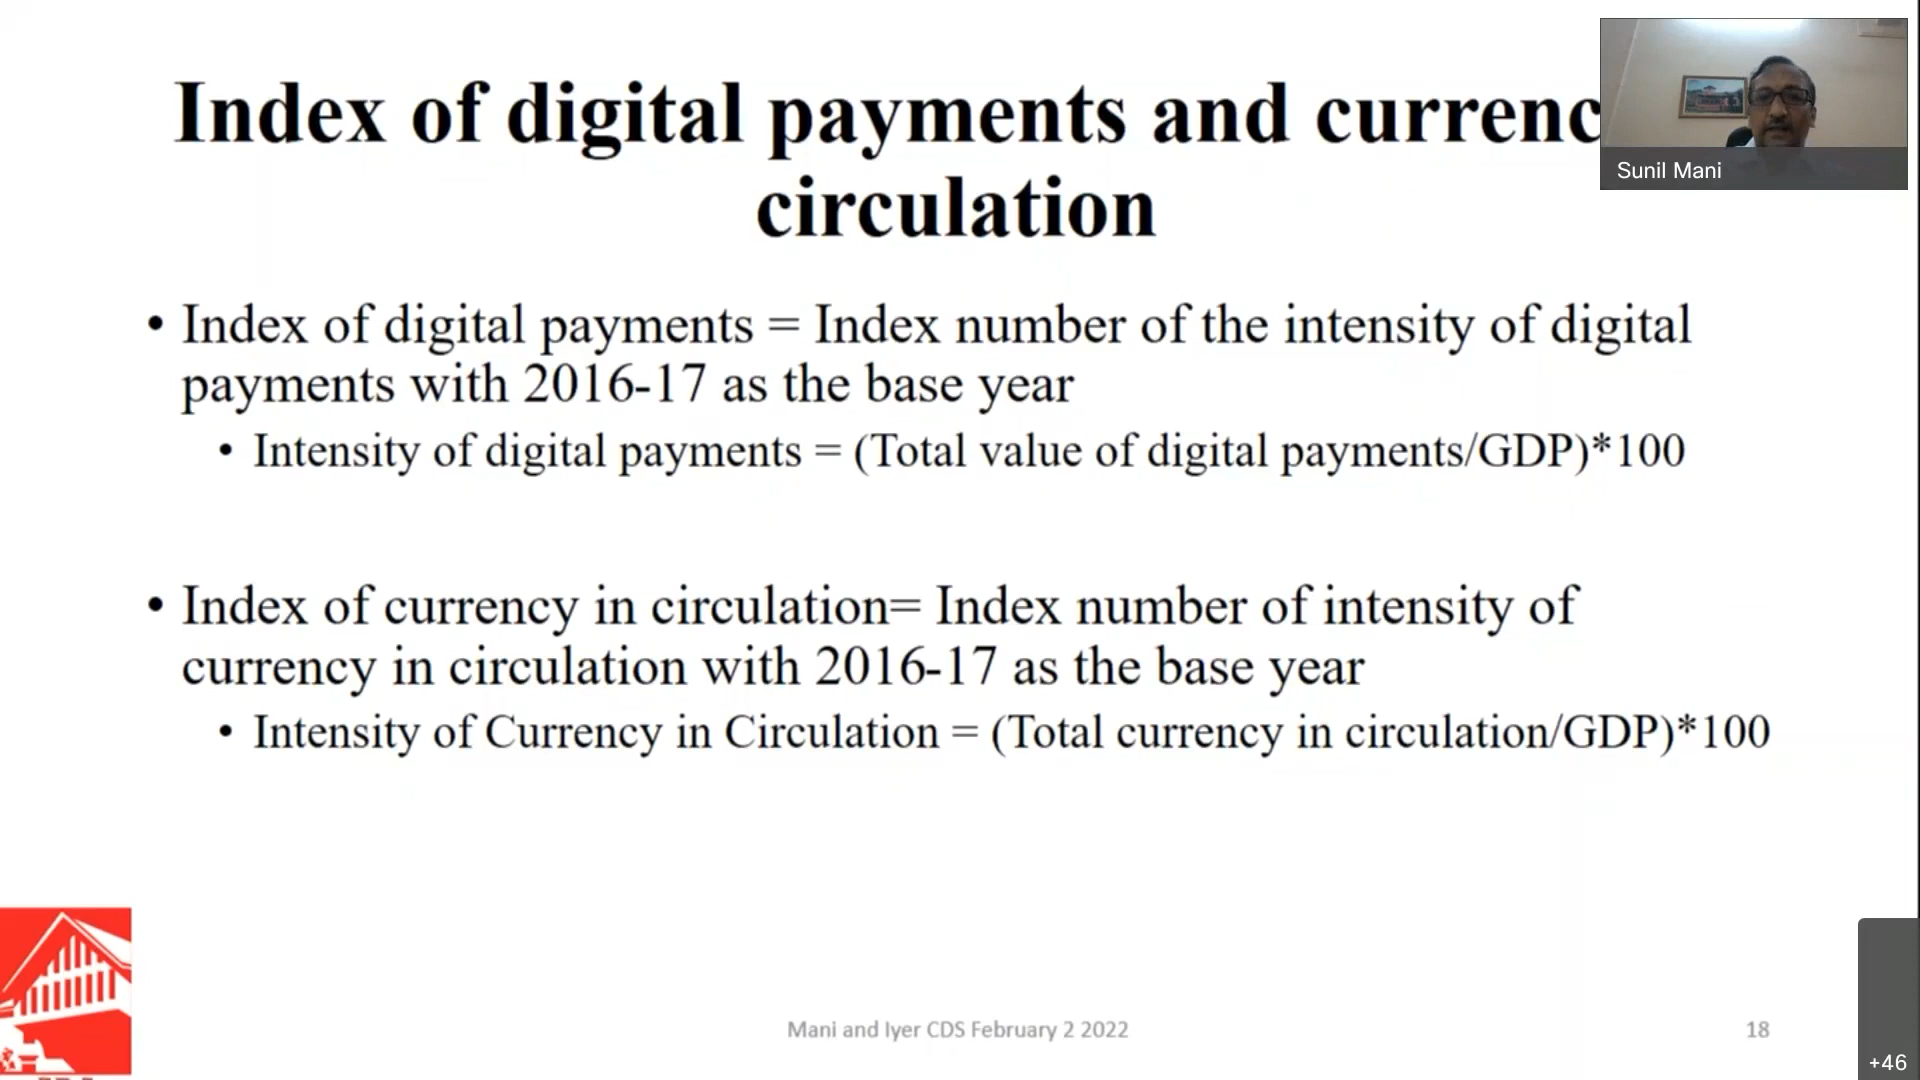 Index of digital payments and currenc
circulation
Sunil Mani
• Index of digital payments = Index number of the intensity of digital
payments with 2016-17 as the base year
• Intensity of digital payments = (Total value of digital payments/GDP)*100
• Index of currency in circulation= Index number of intensity of
currency in circulation with 2016-17 as the base year
• Intensity of Currency in Circulation = (Total currency in circulation/GDP)*100
Mani and Iyer CDS February 2 2022
18
+46